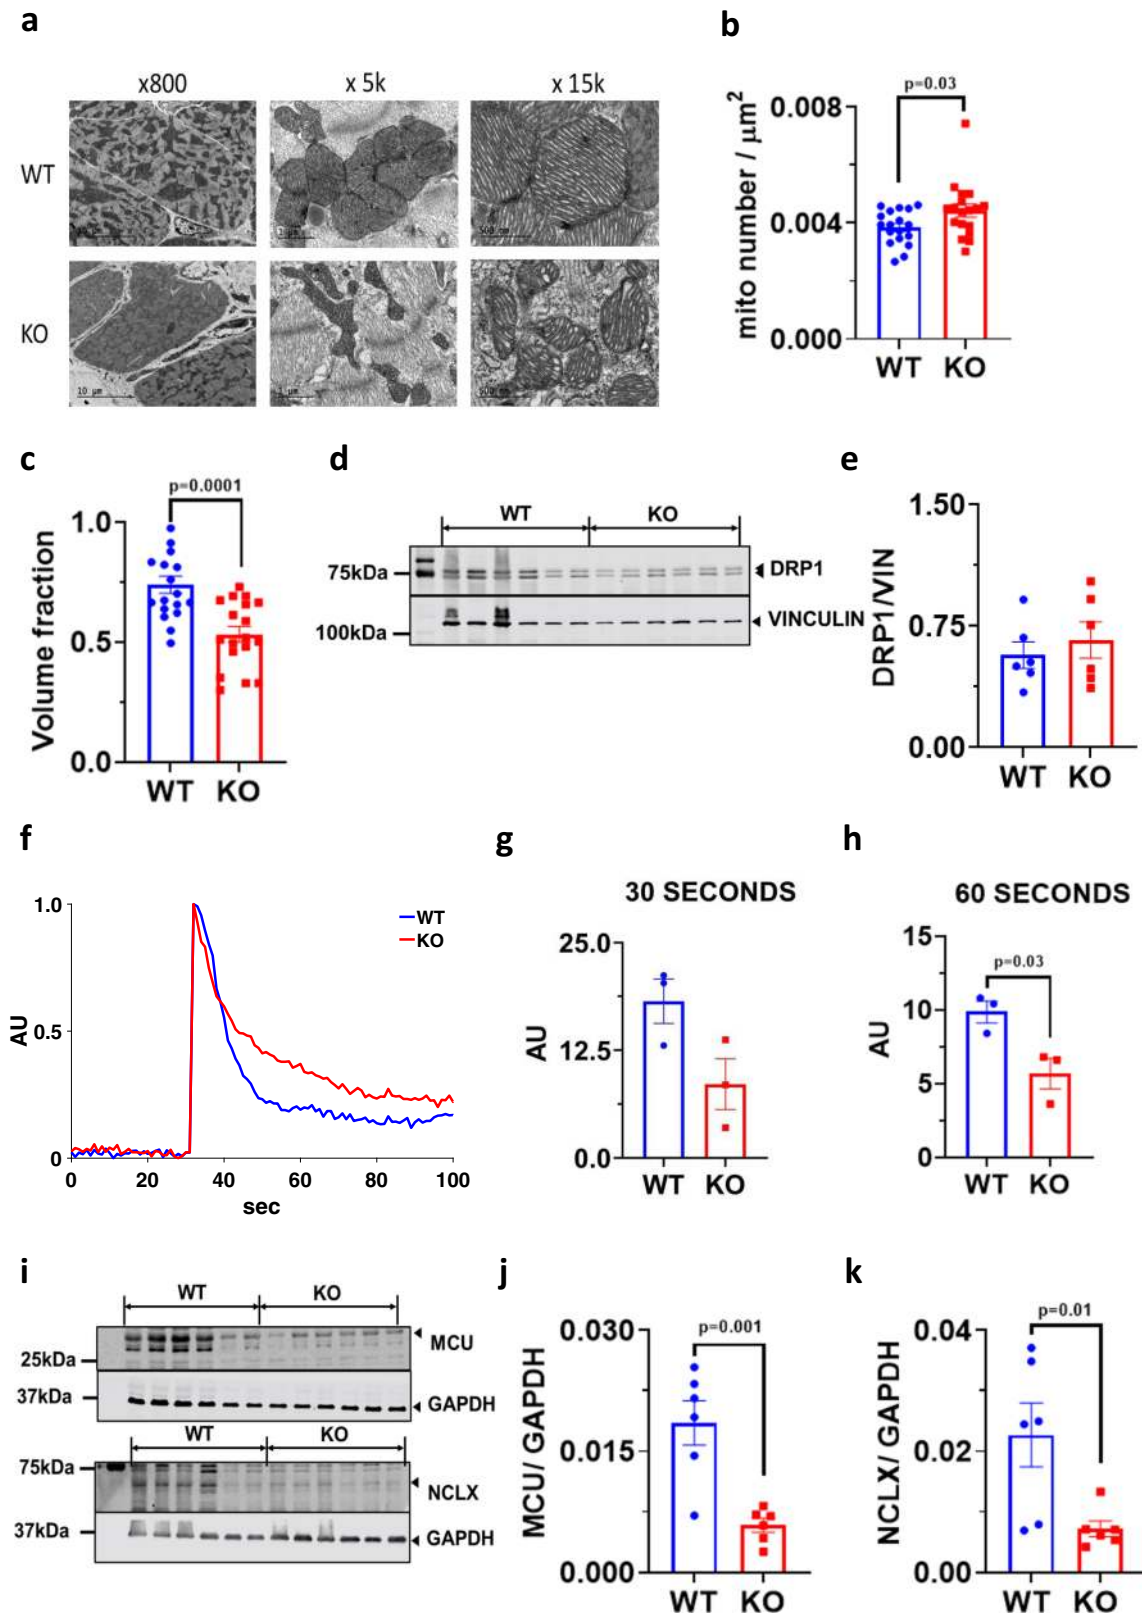 a
x800
x 5k
x 15k
WT
KO
10 µm
b
p=0.03
mito number / µm²
0.008
0.004
0.000
WT
KO
c
p=0.0001
Volume fraction
1.0
0.5
0.0
WT
KO
d
WT
KO
75kDa
DRP1
100kDa
VINCULIN
e
DRP1/VIN
1.50
0.75
0.00
WT
KO
f
AU
1.0
0.5
0
0
20
40
60
80
100
sec
WT
KO
g
30 SECONDS
AU
25.0
12.5
0.0
WT
KO
h
60 SECONDS
p=0.03
AU
15
10
5
0
WT
KO
i
WT
KO
MCU
25kDa
37kDa
GAPDH
WT
KO
75kDa
NCLX
37kDa
GAPDH
j
p=0.001
MCU/ GAPDH
0.030
0.015
0.000
WT
KO
k
p=0.01
NCLX/ GAPDH
0.04
0.02
0.00
WT
KO